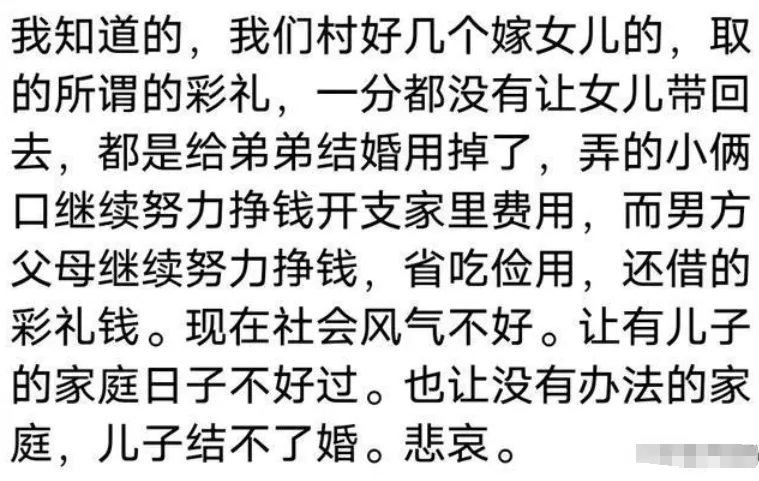 我知道的，我们村好几个嫁女儿的，取
的所谓的彩礼，一分都没有让女儿带回
去，都是给弟弟结婚用掉了，弄的小俩
口继续努力挣钱开支家里费用，而男方
父母继续努力挣钱，省吃俭用，还借的
彩礼钱。现在社会风气不好。让有儿子
的家庭日子不好过。也让没有办法的家
庭，儿子结不了婚。悲哀。